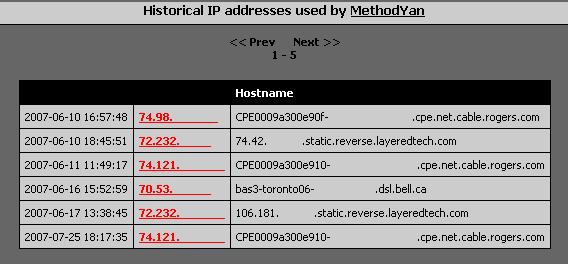 Historical IP addresses used by MethodYan
<< Prev Next >>
1 - 5
Hostname
2007-06-10 16:57:48 74.98. CPE0009a300e90f- .cpe.net.cable.rogers.com
2007-06-10 18:45:51 72.232. 74.42. .static.reverse.layeredtech.com
2007-06-11 11:49:17 74.121. CPE0009a300e910- .cpe.net.cable.rogers.com
2007-06-16 15:52:59 70.53. bas3-toronto06- .dsl.bell.ca
2007-06-17 13:38:45 72.232. 106.181. .static.reverse.layeredtech.com
2007-07-25 18:17:35 74.121. CPE0009a300e910- .cpe.net.cable.rogers.com